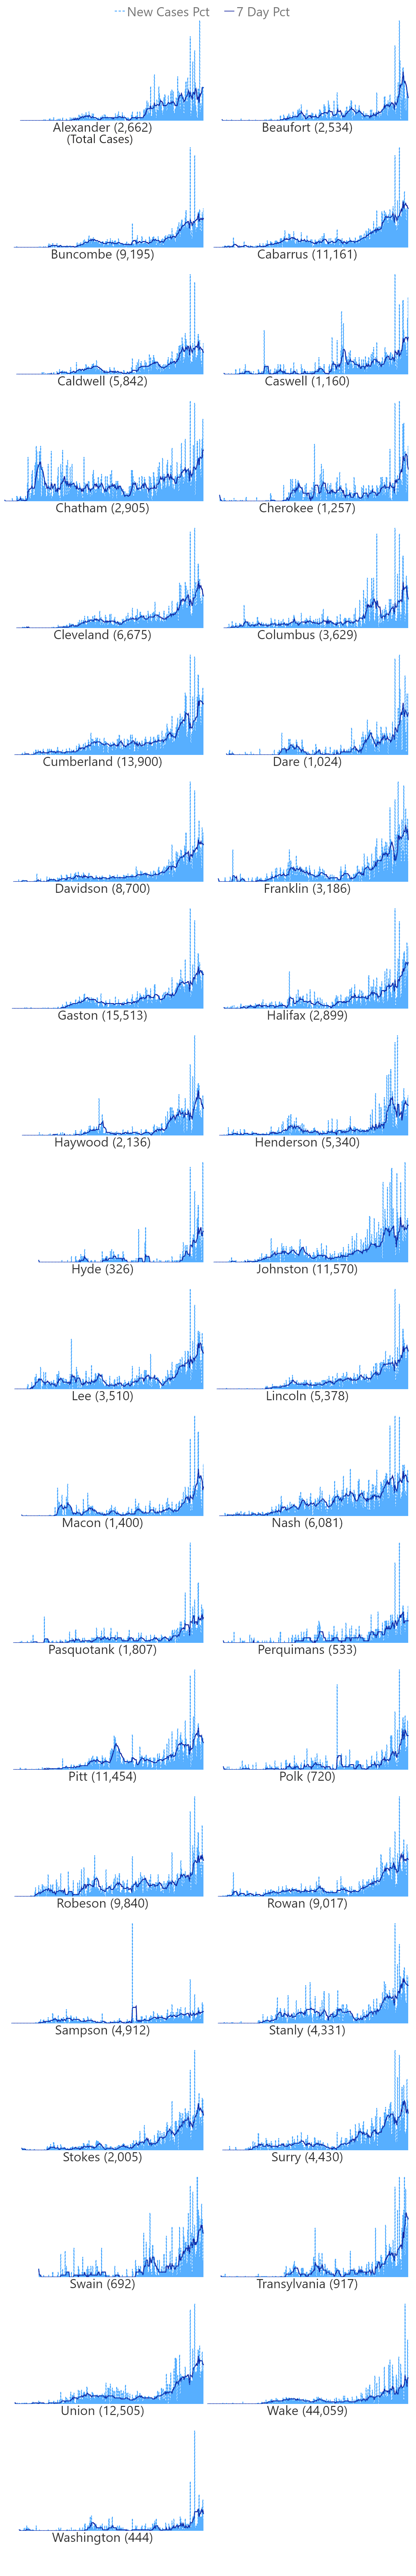 New Cases Pct 7 Day Pct
Alexander (2,662) Beaufort (2,534)
(Total Cases)
Buncombe (9,195) Cabarrus (11,161)
Caldwell (5,842) Caswell (1,160)
Chatham (2,905) Cherokee (1,257)
Cleveland (6,675) Columbus (3,629)
Cumberland (13,900) Dare (1,024)
Davidson (8,700) Franklin (3,186)
Gaston (15,513) Halifax (2,899)
Haywood (2,136) Henderson (5,340)
Hyde (326) Johnston (11,570)
Lee (3,510) Lincoln (5,378)
Macon (1,400) Nash (6,081)
Pasquotank (1,807) Perquimans (533)
Pitt (11,454) Polk (720)
Robeson (9,840) Rowan (9,017)
Sampson (4,912) Stanly (4,331)
Stokes (2,005) Surry (4,430)
Swain (692) Transylvania (917)
Union (12,505) Wake (44,059)
Washington (444)